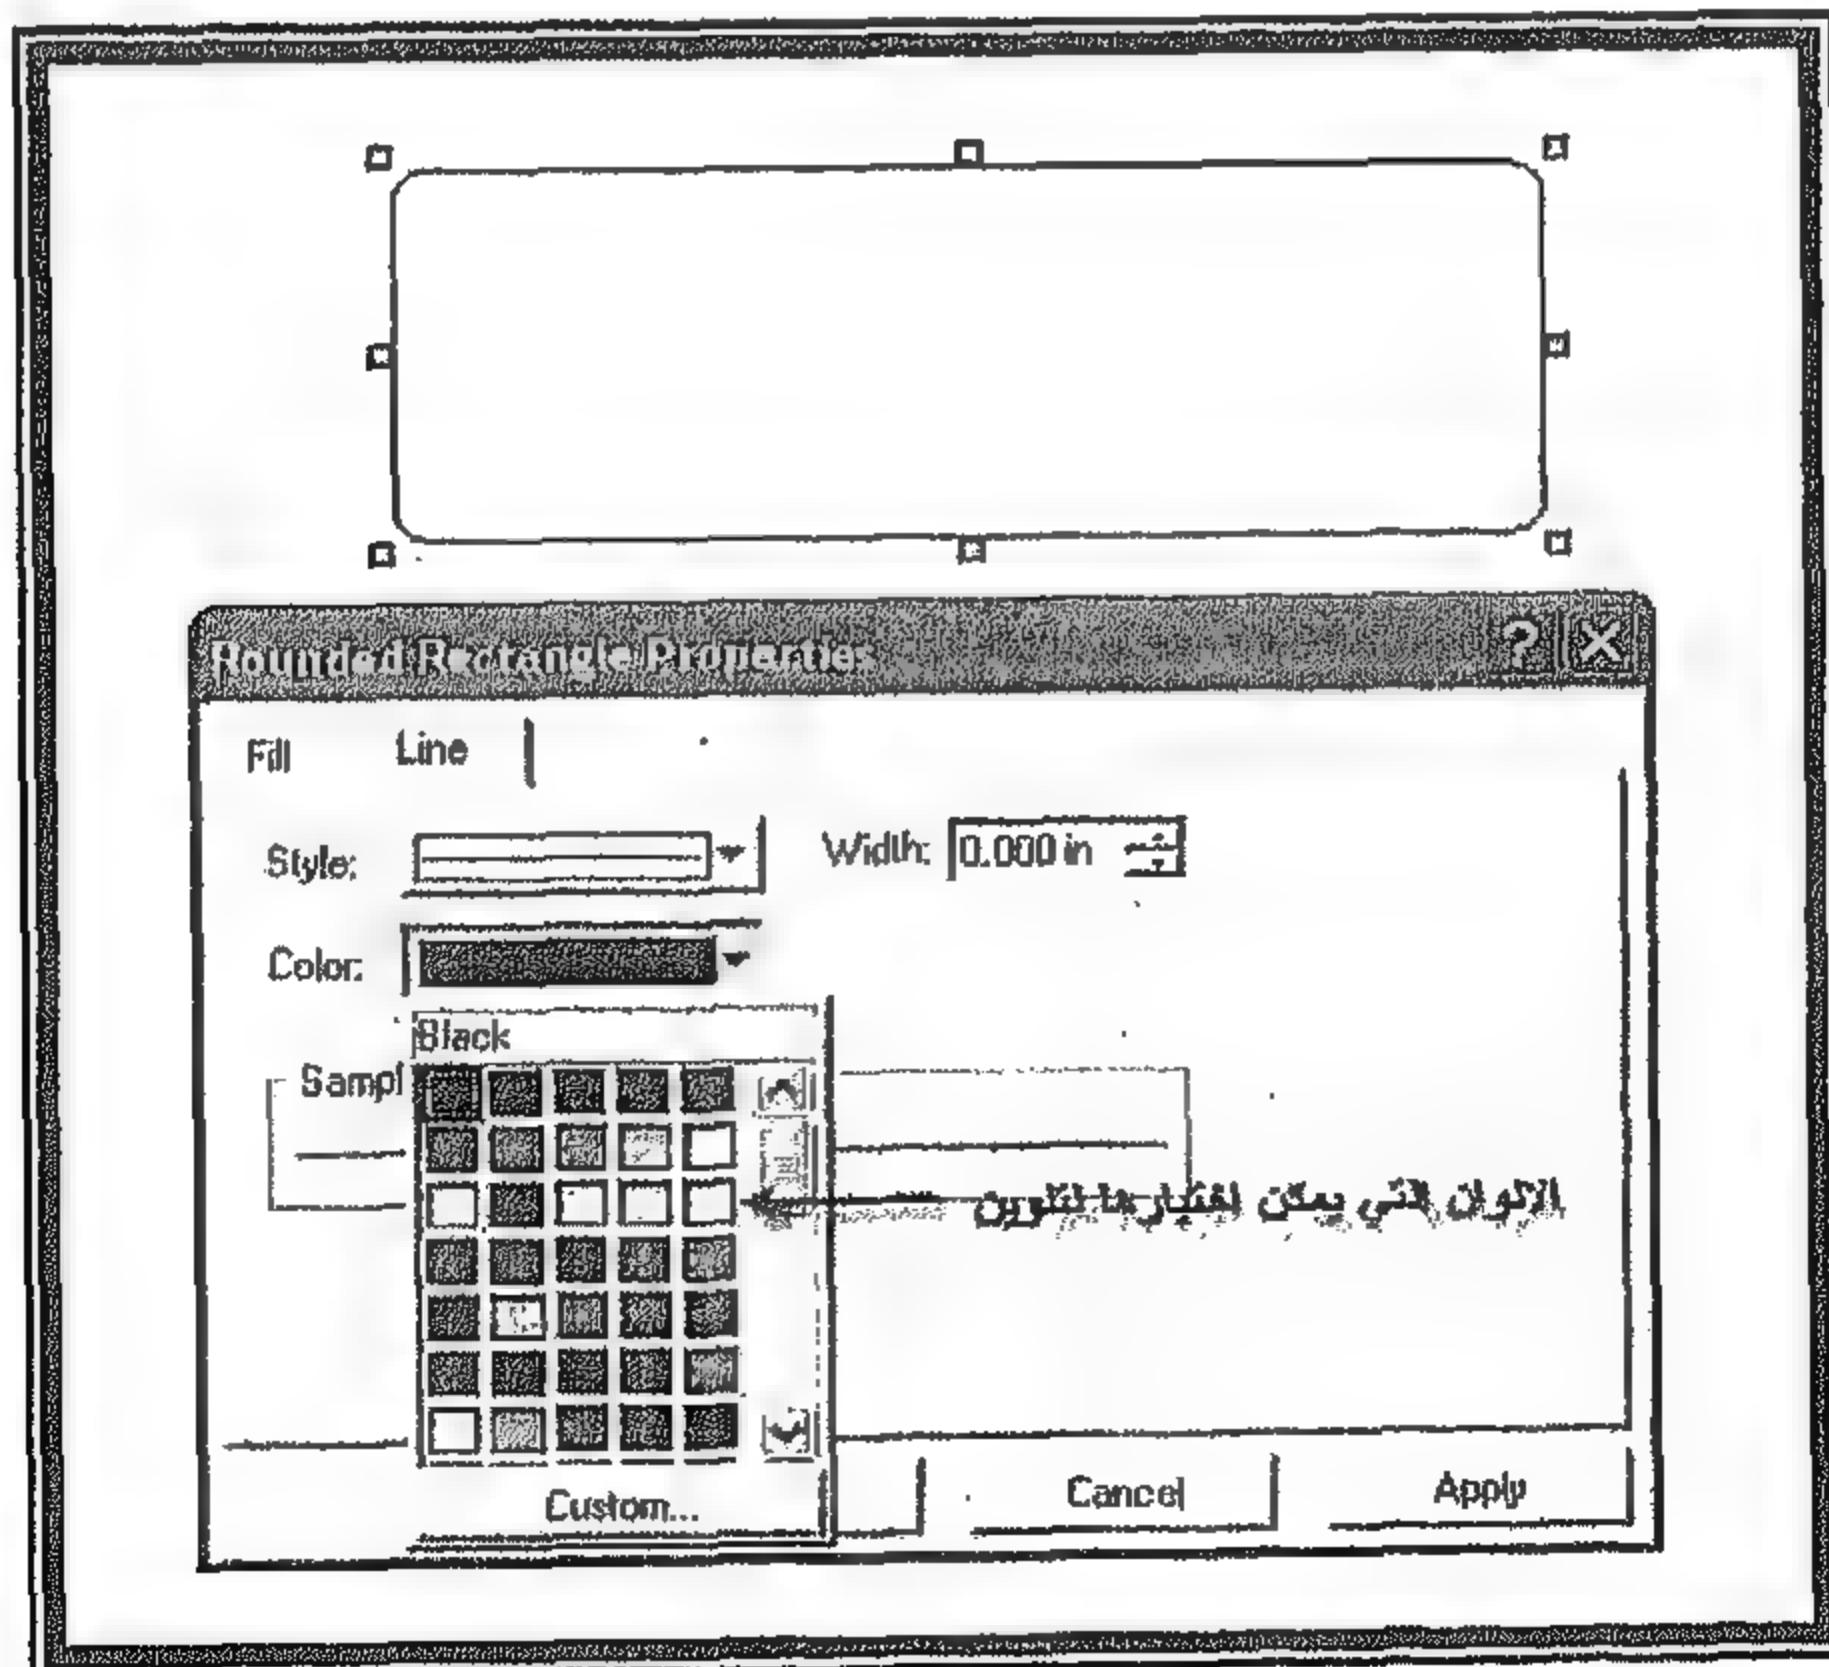 Rounded Rectangle Properties
Fill Line
Style: Width: 0.000 in
Color:
Black
Sampl
الالوان التي يمكن اختيارها للتلوين
Custom...
Cancel Apply